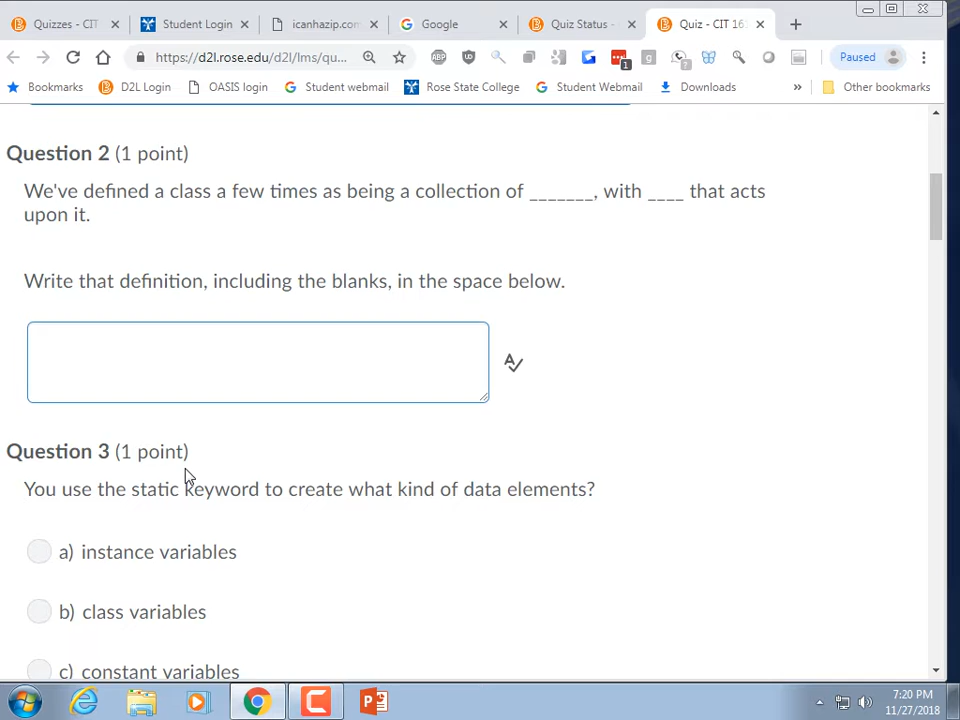 Quizzes - CIT
Student Login
icanhazip.com
Google
Quiz Status -
Quiz - CIT 16
https://d2l.rose.edu/d2l/lms/qu...
ABP
1
g
?
Paused
Bookmarks
D2L Login
OASIS login
Student webmail
Rose State College
Student Webmail
Downloads
»
Other bookmarks
Question 2 (1 point)
We've defined a class a few times as being a collection of _______, with ____ that acts
upon it.
Write that definition, including the blanks, in the space below.
Question 3 (1 point)
You use the static keyword to create what kind of data elements?
a) instance variables
b) class variables
c) constant variables
7:20 PM
11/27/2018